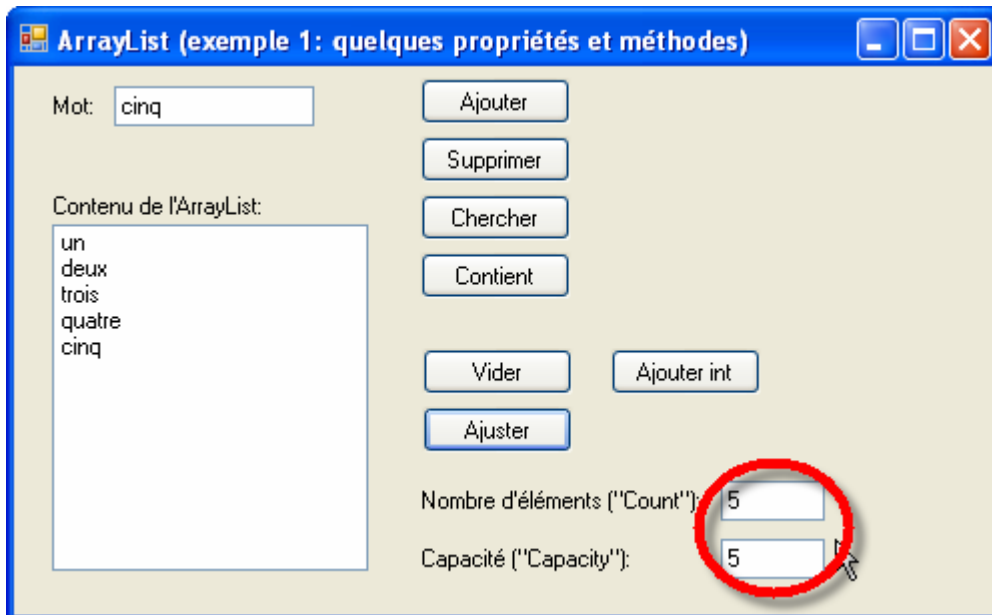 ArrayList (exemple 1: quelques propriétés et méthodes)
Mot: cinq
Ajouter
Supprimer
Contenu de l'ArrayList:
Chercher
un
deux
trois
quatre
cinq
Contient
Vider
Ajouter int
Ajuster
Nombre d'éléments ("Count"): 5
Capacité ("Capacity"): 5